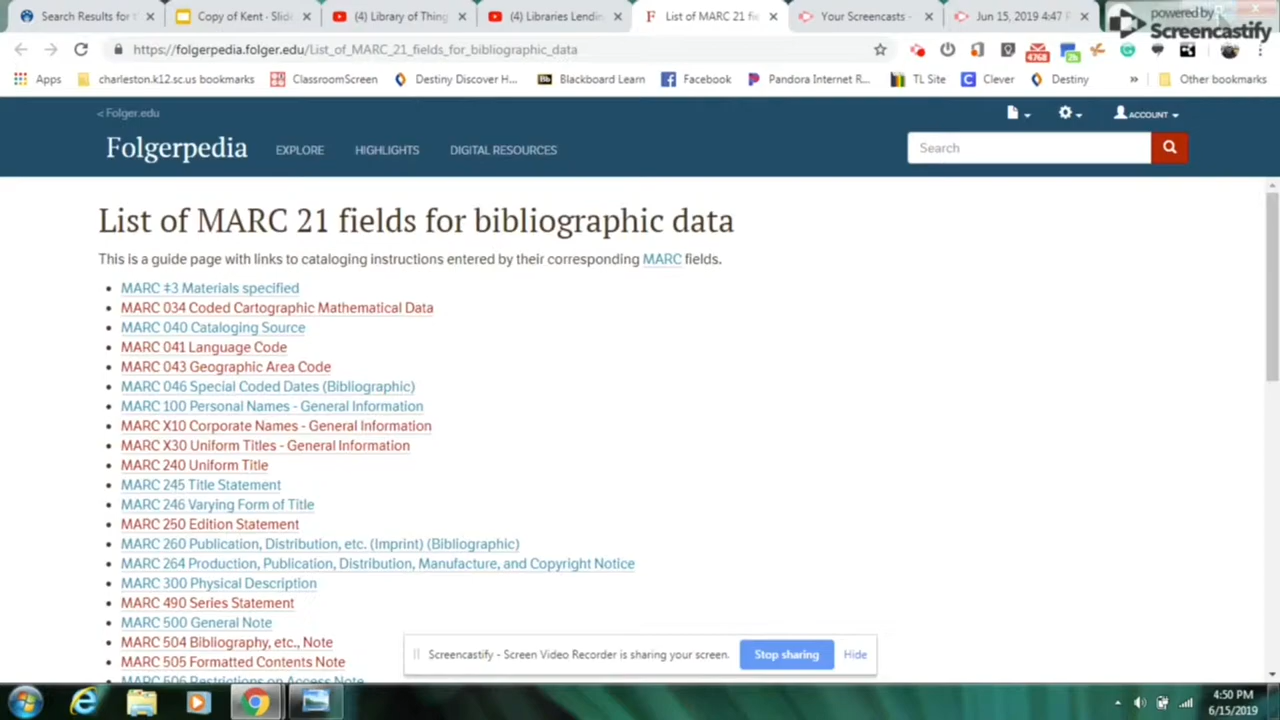 Search Results for t
Copy of Kent - Slid
(4) Library of Thing
(4) Libraries Lendin
List of MARC 21 fi
Your Screencasts -
Jun 15, 2019 4:47 P
powered by
Screencastify
https://folgerpedia.folger.edu/List_of_MARC_21_fields_for_bibliographic_data
4768
2h
Apps
charleston.k12.sc.us bookmarks
ClassroomScreen
Destiny Discover H...
Blackboard Learn
Facebook
Pandora Internet R...
TL Site
Clever
Destiny
»
Other bookmarks
< Folger.edu
ACCOUNT
Folgerpedia
EXPLORE
HIGHLIGHTS
DIGITAL RESOURCES
Search
List of MARC 21 fields for bibliographic data
This is a guide page with links to cataloging instructions entered by their corresponding MARC fields.
• MARC ‡3 Materials specified
• MARC 034 Coded Cartographic Mathematical Data
• MARC 040 Cataloging Source
• MARC 041 Language Code
• MARC 043 Geographic Area Code
• MARC 046 Special Coded Dates (Bibliographic)
• MARC 100 Personal Names - General Information
• MARC X10 Corporate Names - General Information
• MARC X30 Uniform Titles - General Information
• MARC 240 Uniform Title
• MARC 245 Title Statement
• MARC 246 Varying Form of Title
• MARC 250 Edition Statement
• MARC 260 Publication, Distribution, etc. (Imprint) (Bibliographic)
• MARC 264 Production, Publication, Distribution, Manufacture, and Copyright Notice
• MARC 300 Physical Description
• MARC 490 Series Statement
• MARC 500 General Note
• MARC 504 Bibliography, etc., Note
• MARC 505 Formatted Contents Note
MARC 506 Restrictions on Access Note
Screencastify - Screen Video Recorder is sharing your screen.
Stop sharing
Hide
4:50 PM
6/15/2019